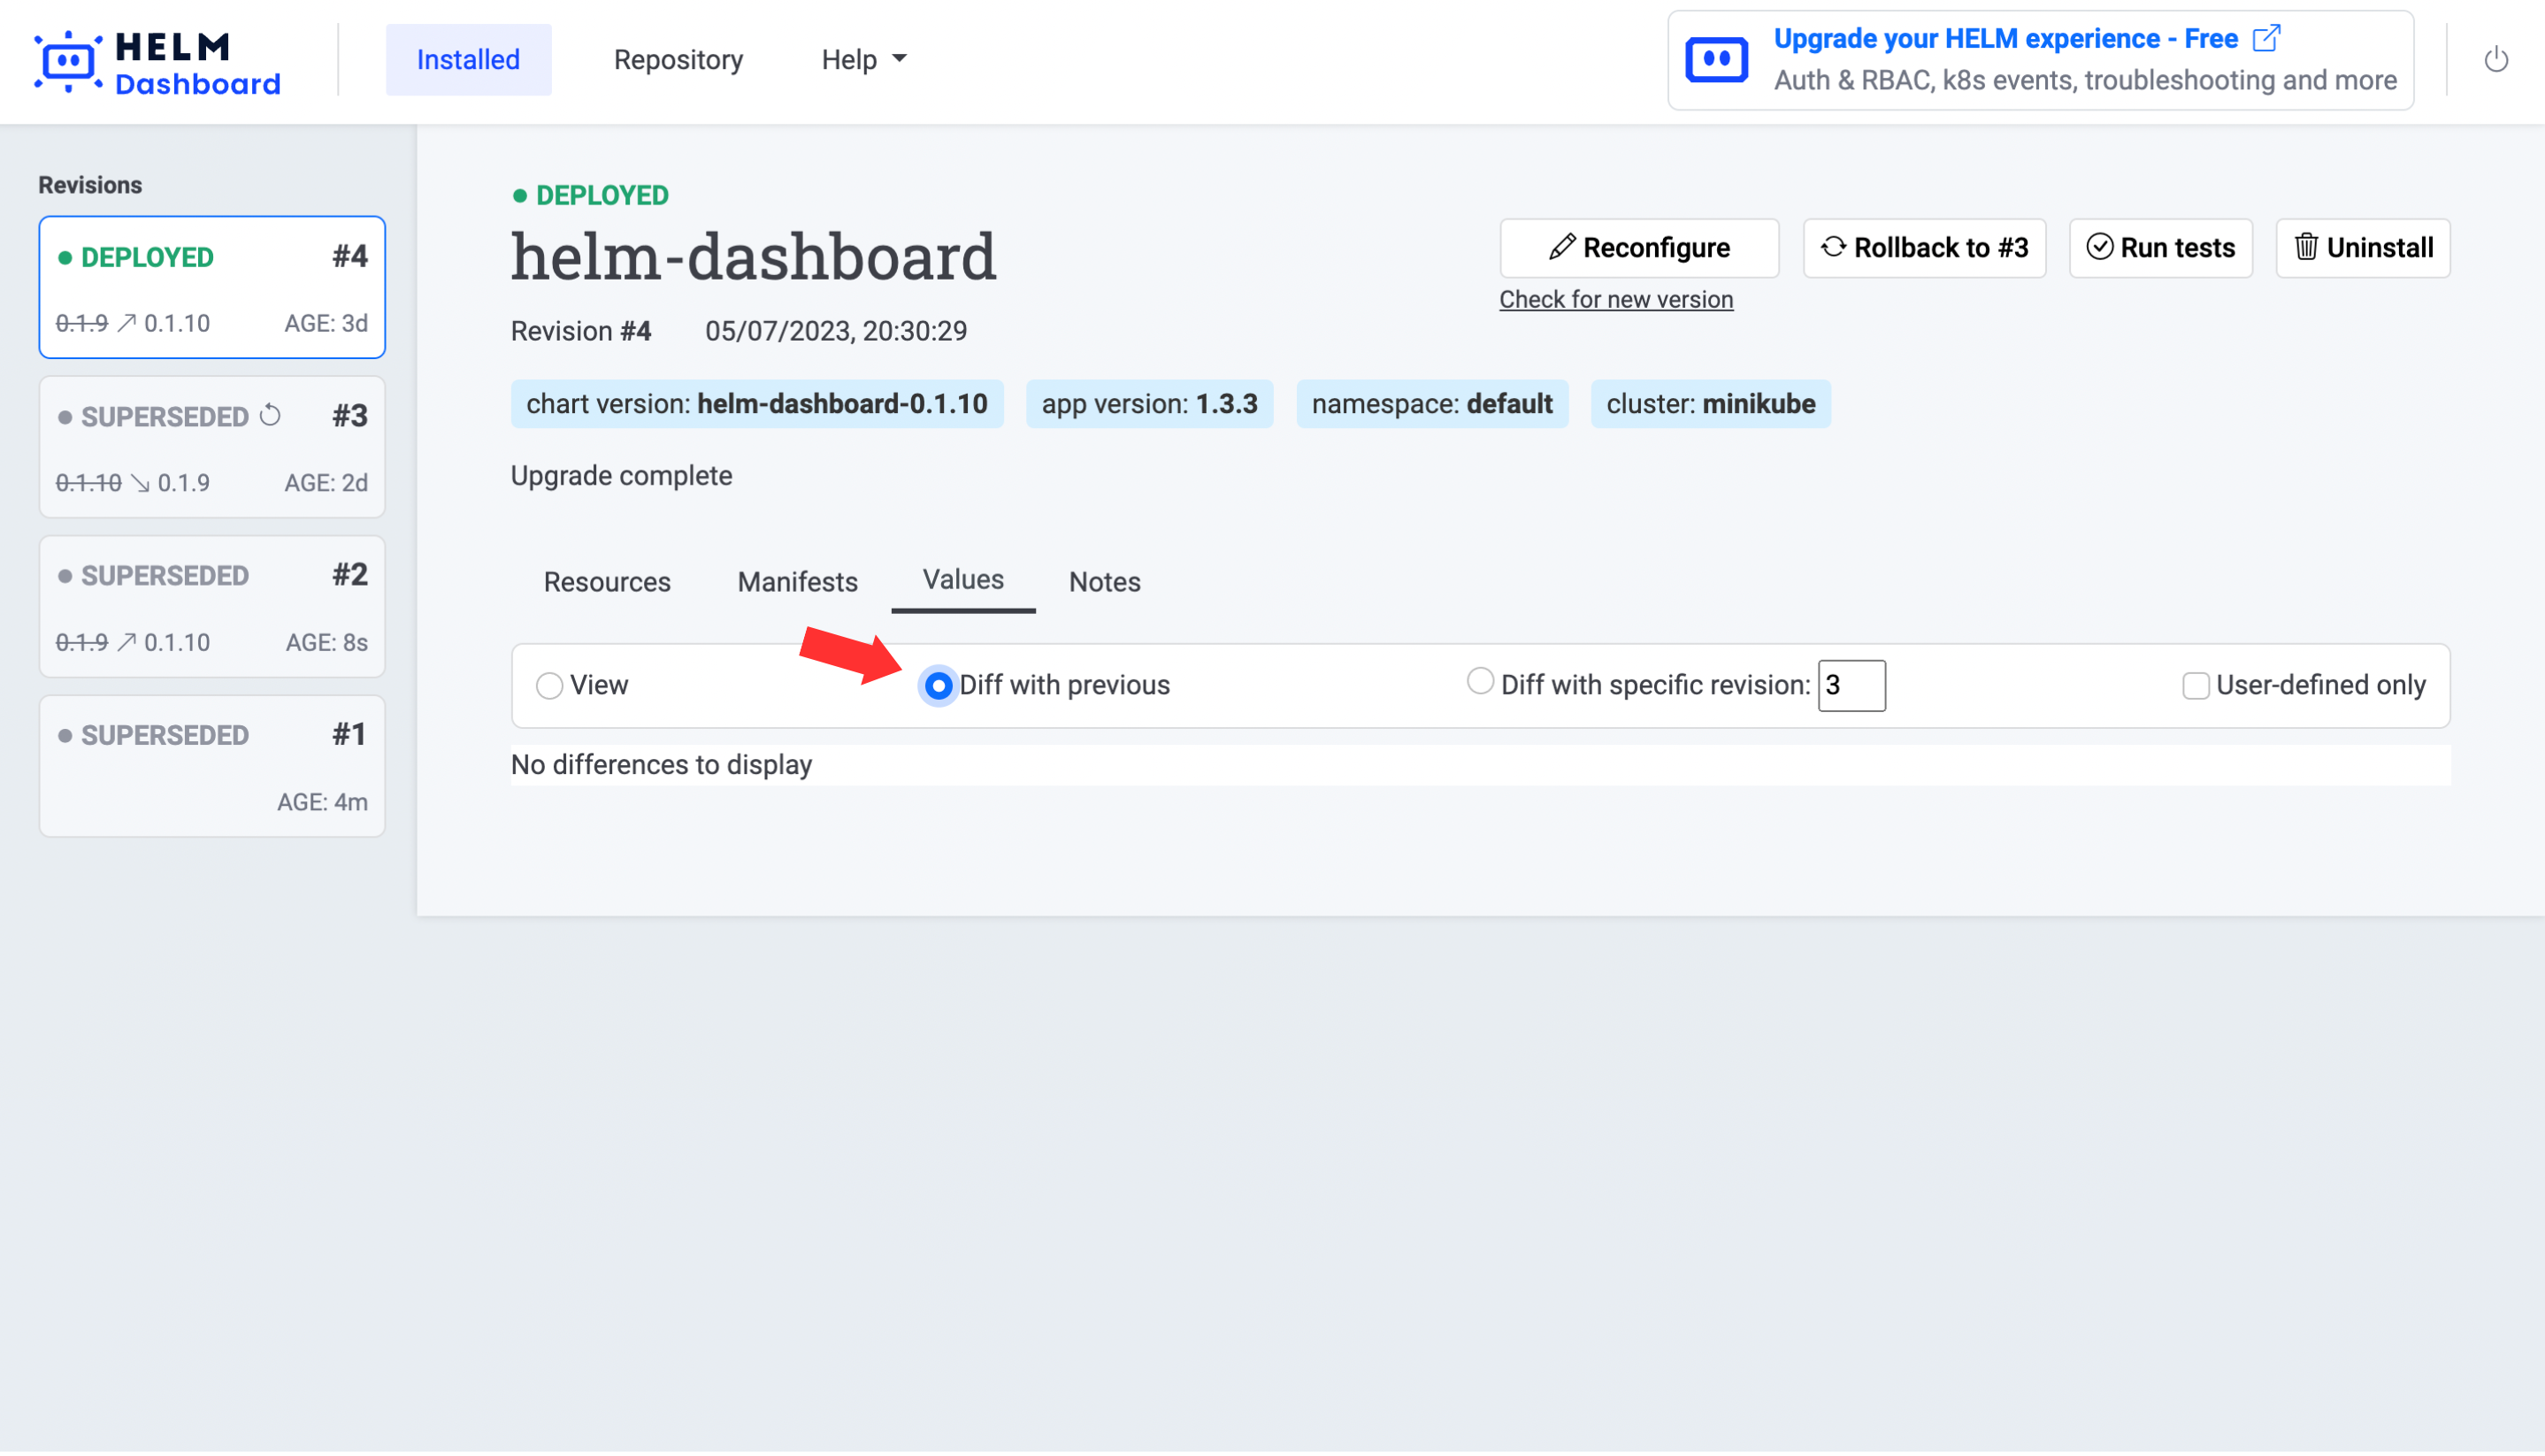 HELM
Dashboard
Installed
Repository
Help
Upgrade your HELM experience - Free
Auth & RBAC, k8s events, troubleshooting and more
Revisions
DEPLOYED #4
0.1.9 0.1.10 AGE: 3d
SUPERSEDED #3
0.1.10 0.1.9 AGE: 2d
SUPERSEDED #2
0.1.9 0.1.10 AGE: 8s
SUPERSEDED #1
AGE: 4m
DEPLOYED
helm-dashboard
Revision #4 05/07/2023, 20:30:29
Reconfigure
Rollback to #3
Run tests
Uninstall
Check for new version
chart version: helm-dashboard-0.1.10
app version: 1.3.3
namespace: default
cluster: minikube
Upgrade complete
Resources
Manifests
Values
Notes
View
Diff with previous
Diff with specific revision: 3
User-defined only
No differences to display